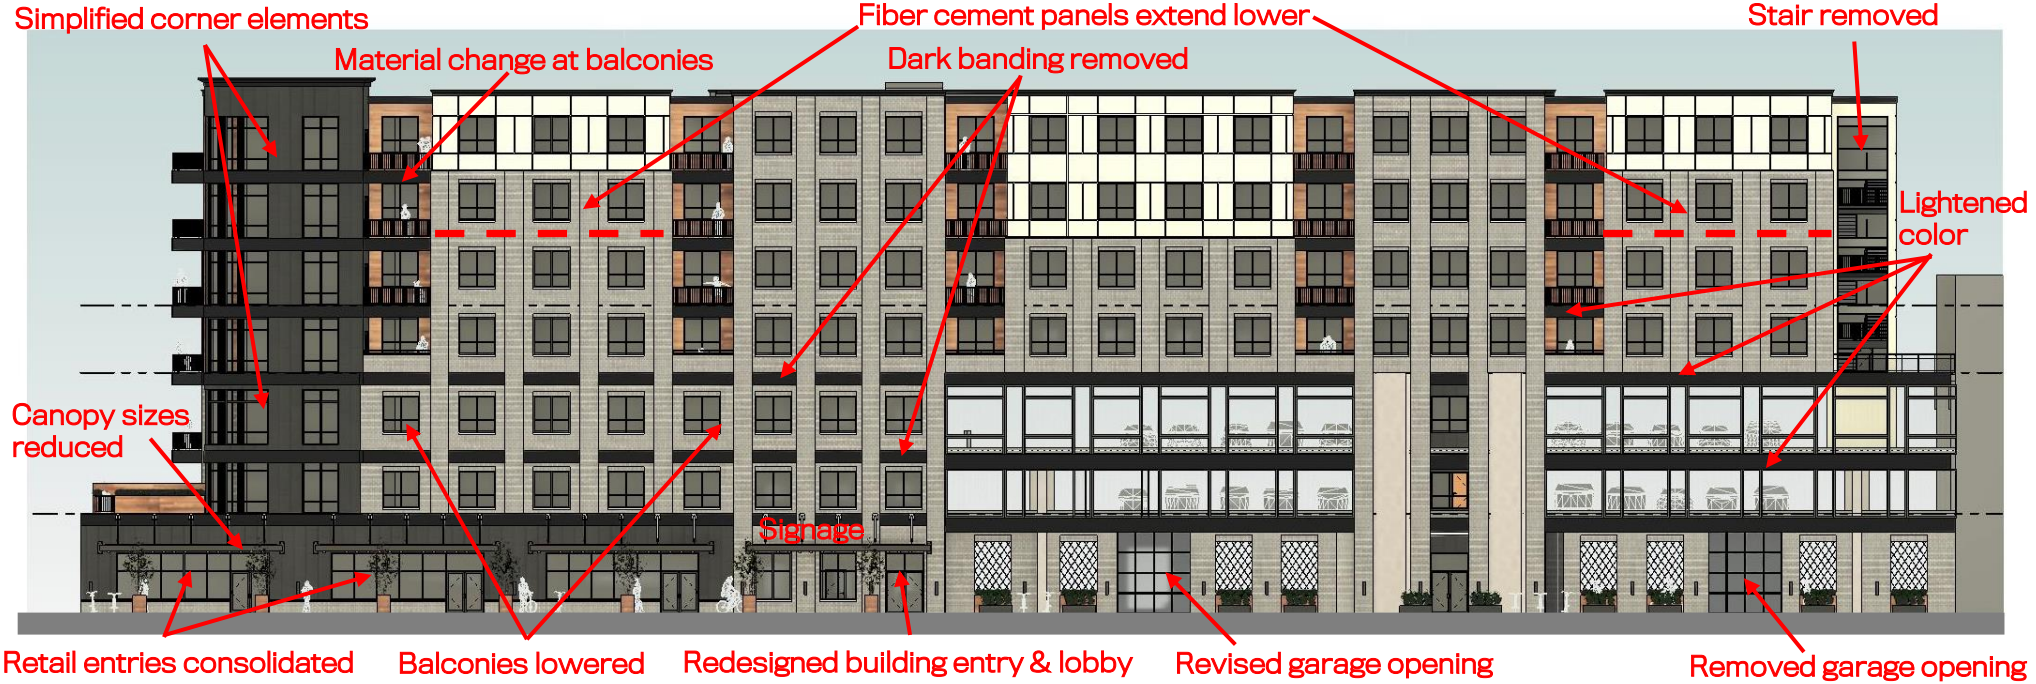 Simplified corner elements
Fiber cement panels extend lower
Stair removed
Material change at balconies
Dark banding removed
Lightened
color
Canopy sizes
reduced
Signage
Retail entries consolidated
Balconies lowered
Redesigned building entry & lobby
Revised garage opening
Removed garage opening